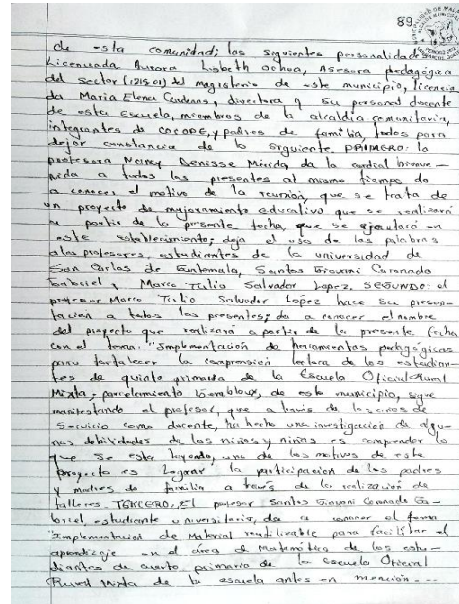 89
de esta comunidad; las siguientes personalidades
Licenciada Aurora Lisbeth Ochoa, Asesora pedagógica
del sector (1215.01) del magisterio de este municipio, licencia
da Maria Elena Cardona, directora y su personal docente
de esta Escuela, miembros de la alcaldía comunitaria,
integrantes de COCODE, y padres de familia, todos para
dejar constancia de lo siguiente PRIMERO: la
profesora Denisse Mérida da la cordial bienve-
nida a todos los presentes al mismo tiempo da
a conocer el motivo de la reunión, que se trata de
un proyecto de mejoramiento educativo que se realizará
a partir de la presente fecha, que se ejecutará en
este establecimiento; deja el uso de las palabras
a los profesores, estudiantes de la universidad de
San Carlos de Guatemala, Santos Giovani Coronado
Gabriel, Marco Tulio Salvador Lopez. SEGUNDO: el
profesor Marco Tulio Salvador Lopez hase su presen-
tación a todos los presentes; da a conocer el nombre
del proyecto que realizará a partir de la presente fecha
con el tema: "Implementación de herramientas pedagógicas
para fortalecer la comprensión lectora de los estudian-
tes de quinto primaria de la Escuela Oficial Rural
Mixta, parcelamiento, de este municipio, sigue
manifestando el profesor, que a través de los años de
Servicio como docente, ha hecho una investigación de algu-
nas debilidades de los niños y niñas es comprender lo
que se esta leyendo, uno de los motivos de este
proyecto es Lograr la participación de los padres
y madres de familia a través de la realización de
talleres. TERCERO: El profesor Santos Giovani Coronado Ga-
briel, estudiante universitario, da a conocer el tema
Implementación de Material reutilizable para facilitar el
aprendizaje en el área de Matemática de los estu-
diantes de cuarto primaria de la Escuela Oficial
Rural Mixta de la escuela antes en mención---